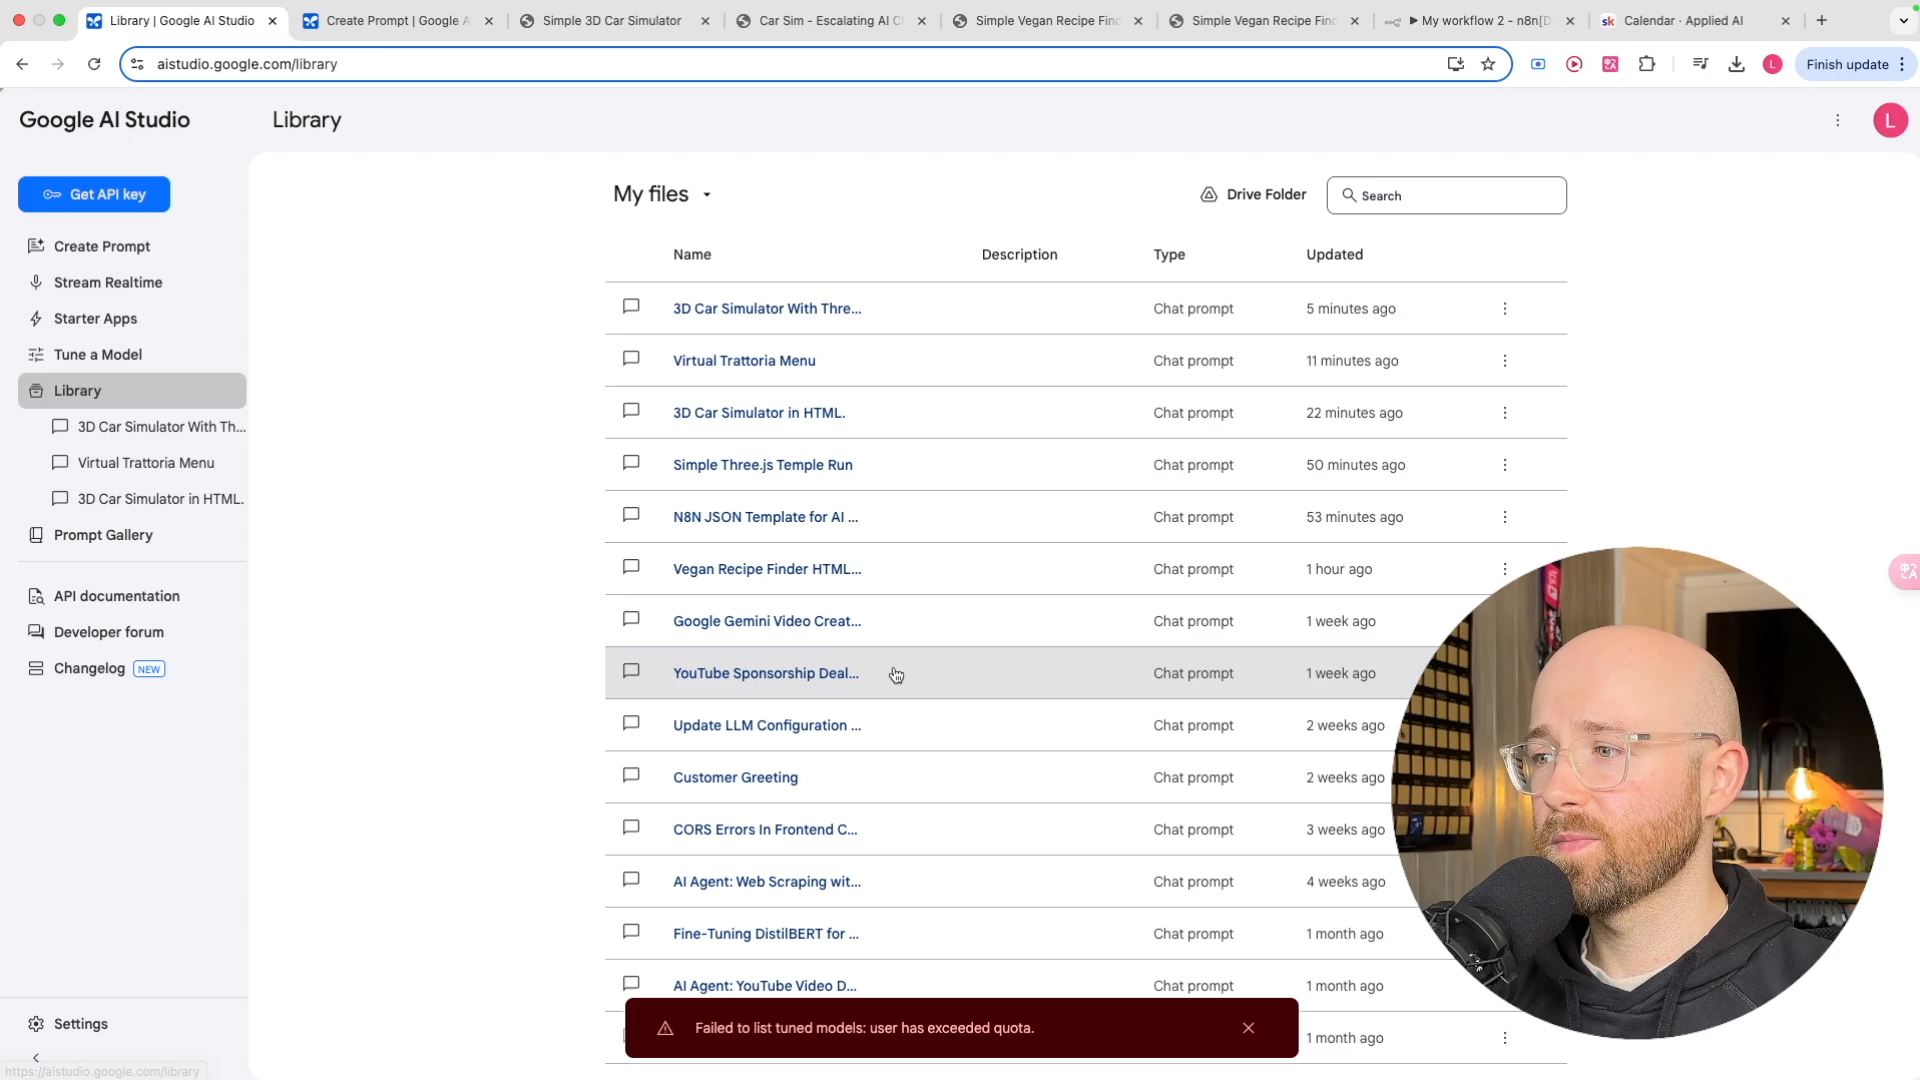 Library | Google AI Studio
Create Prompt | Google A
Simple 3D Car Simulator
Car Sim - Escalating AI C
Simple Vegan Recipe Find
Simple Vegan Recipe Find
▶ My workflow 2 - n8n[D
sk Calendar · Applied AI
aistudio.google.com/library
L
Finish update
Google AI Studio
Library
L
Get API key
Create Prompt
Stream Realtime
Starter Apps
Tune a Model
Library
3D Car Simulator With Th...
Virtual Trattoria Menu
3D Car Simulator in HTML.
Prompt Gallery
API documentation
Developer forum
Changelog NEW
Settings
https://aistudio.google.com/library
My files
Drive Folder
Search
Name Description Type Updated
3D Car Simulator With Thre... Chat prompt 5 minutes ago
Virtual Trattoria Menu Chat prompt 11 minutes ago
3D Car Simulator in HTML. Chat prompt 22 minutes ago
Simple Three.js Temple Run Chat prompt 50 minutes ago
N8N JSON Template for AI ... Chat prompt 53 minutes ago
Vegan Recipe Finder HTML... Chat prompt 1 hour ago
Google Gemini Video Creat... Chat prompt 1 week ago
YouTube Sponsorship Deal... Chat prompt 1 week ago
Update LLM Configuration ... Chat prompt 2 weeks ago
Customer Greeting Chat prompt 2 weeks ago
CORS Errors In Frontend C... Chat prompt 3 weeks ago
AI Agent: Web Scraping wit... Chat prompt 4 weeks ago
Fine-Tuning DistilBERT for ... Chat prompt 1 month ago
AI Agent: YouTube Video D... Chat prompt 1 month ago
1 month ago
Failed to list tuned models: user has exceeded quota.